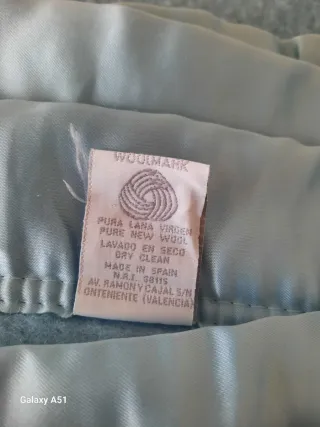 WOOLMARK
PURA LANA VIRGEN
PURE NEW WOOL
LAVADO EN SECO
DRY CLEAN
MADE IN SPAIN
N.R.I. 08115
AV. RAMON Y CAJAL S/N
ONTENIENTE (VALENCIA)
Galaxy A51